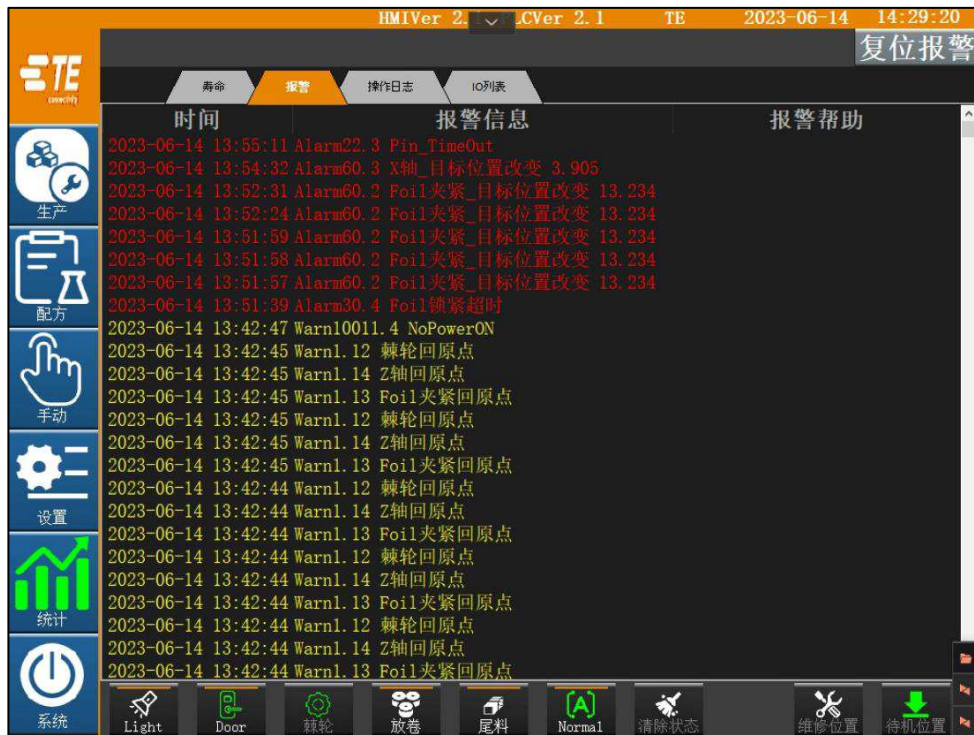 HMIVer 2. LCVer 2.1 TE 2023-06-14 14:29:20
复位报警
TE
connectivity
寿命 报警 操作日志 IO列表
时间 报警信息 报警帮助
2023-06-14 13:55:11 Alarm22.3 Pin_TimeOut
2023-06-14 13:54:32 Alarm60.3 X轴_目标位置改变 3.905
2023-06-14 13:52:31 Alarm60.2 Foil夹紧_目标位置改变 13.234
2023-06-14 13:52:24 Alarm60.2 Foil夹紧_目标位置改变 13.234
2023-06-14 13:51:59 Alarm60.2 Foil夹紧_目标位置改变 13.234
2023-06-14 13:51:58 Alarm60.2 Foil夹紧_目标位置改变 13.234
2023-06-14 13:51:57 Alarm60.2 Foil夹紧_目标位置改变 13.234
2023-06-14 13:51:39 Alarm30.4 Foil锁紧超时
2023-06-14 13:42:47 Warn10011.4 NoPowerON
2023-06-14 13:42:45 Warn1.12 棘轮回原点
2023-06-14 13:42:45 Warn1.14 Z轴回原点
2023-06-14 13:42:45 Warn1.13 Foil夹紧回原点
2023-06-14 13:42:45 Warn1.12 棘轮回原点
2023-06-14 13:42:45 Warn1.14 Z轴回原点
2023-06-14 13:42:45 Warn1.13 Foil夹紧回原点
2023-06-14 13:42:44 Warn1.12 棘轮回原点
2023-06-14 13:42:44 Warn1.14 Z轴回原点
2023-06-14 13:42:44 Warn1.13 Foil夹紧回原点
2023-06-14 13:42:44 Warn1.12 棘轮回原点
2023-06-14 13:42:44 Warn1.14 Z轴回原点
2023-06-14 13:42:44 Warn1.13 Foil夹紧回原点
2023-06-14 13:42:44 Warn1.12 棘轮回原点
2023-06-14 13:42:44 Warn1.14 Z轴回原点
2023-06-14 13:42:44 Warn1.13 Foil夹紧回原点
生产
配方
手动
设置
统计
系统
Light Door 棘轮 放卷 尾料 [A] Normal 清除状态 维修位置 待机位置